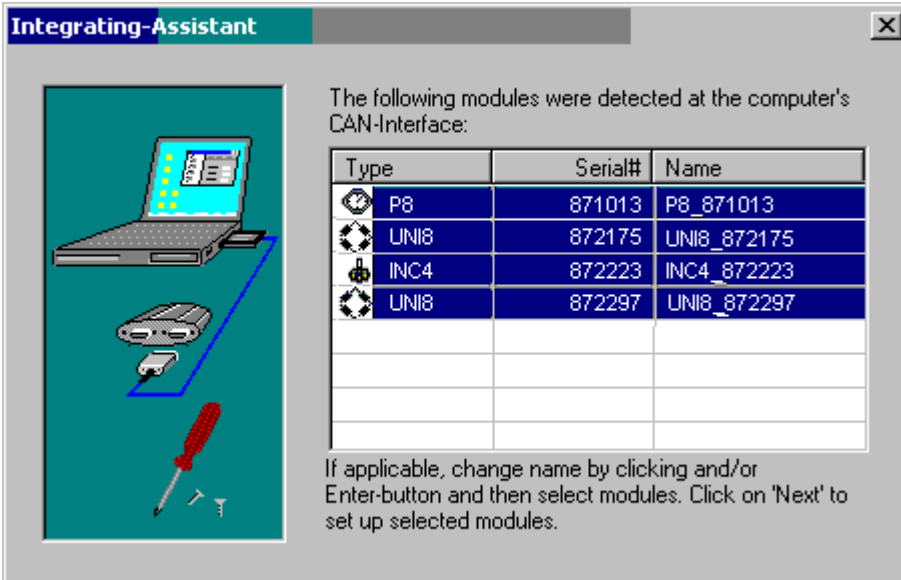 Integrating-Assistant
The following modules were detected at the computer's
CAN-Interface:
Type Serial# Name
P8 871013 P8_871013
UNI8 872175 UNI8_872175
INC4 872223 INC4_872223
UNI8 872297 UNI8_872297
If applicable, change name by clicking and/or
Enter-button and then select modules. Click on 'Next' to
set up selected modules.